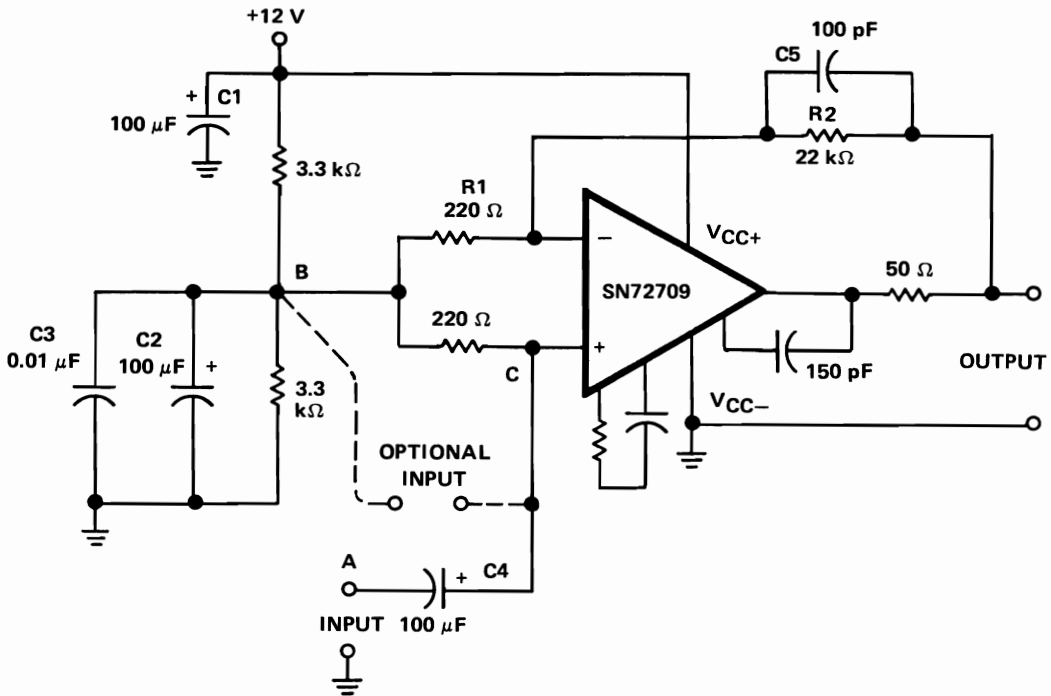 +12 V
100 pF
C5
+ C1
100 μF
R2
22 kΩ
3.3 kΩ
R1
220 Ω
−
VCC+
B
SN72709
50 Ω
220 Ω
C3
0.01 μF
C2
100 μF +
+
C
OUTPUT
150 pF
3.3
kΩ
VCC−
OPTIONAL
INPUT
A
+ C4
INPUT
100 μF